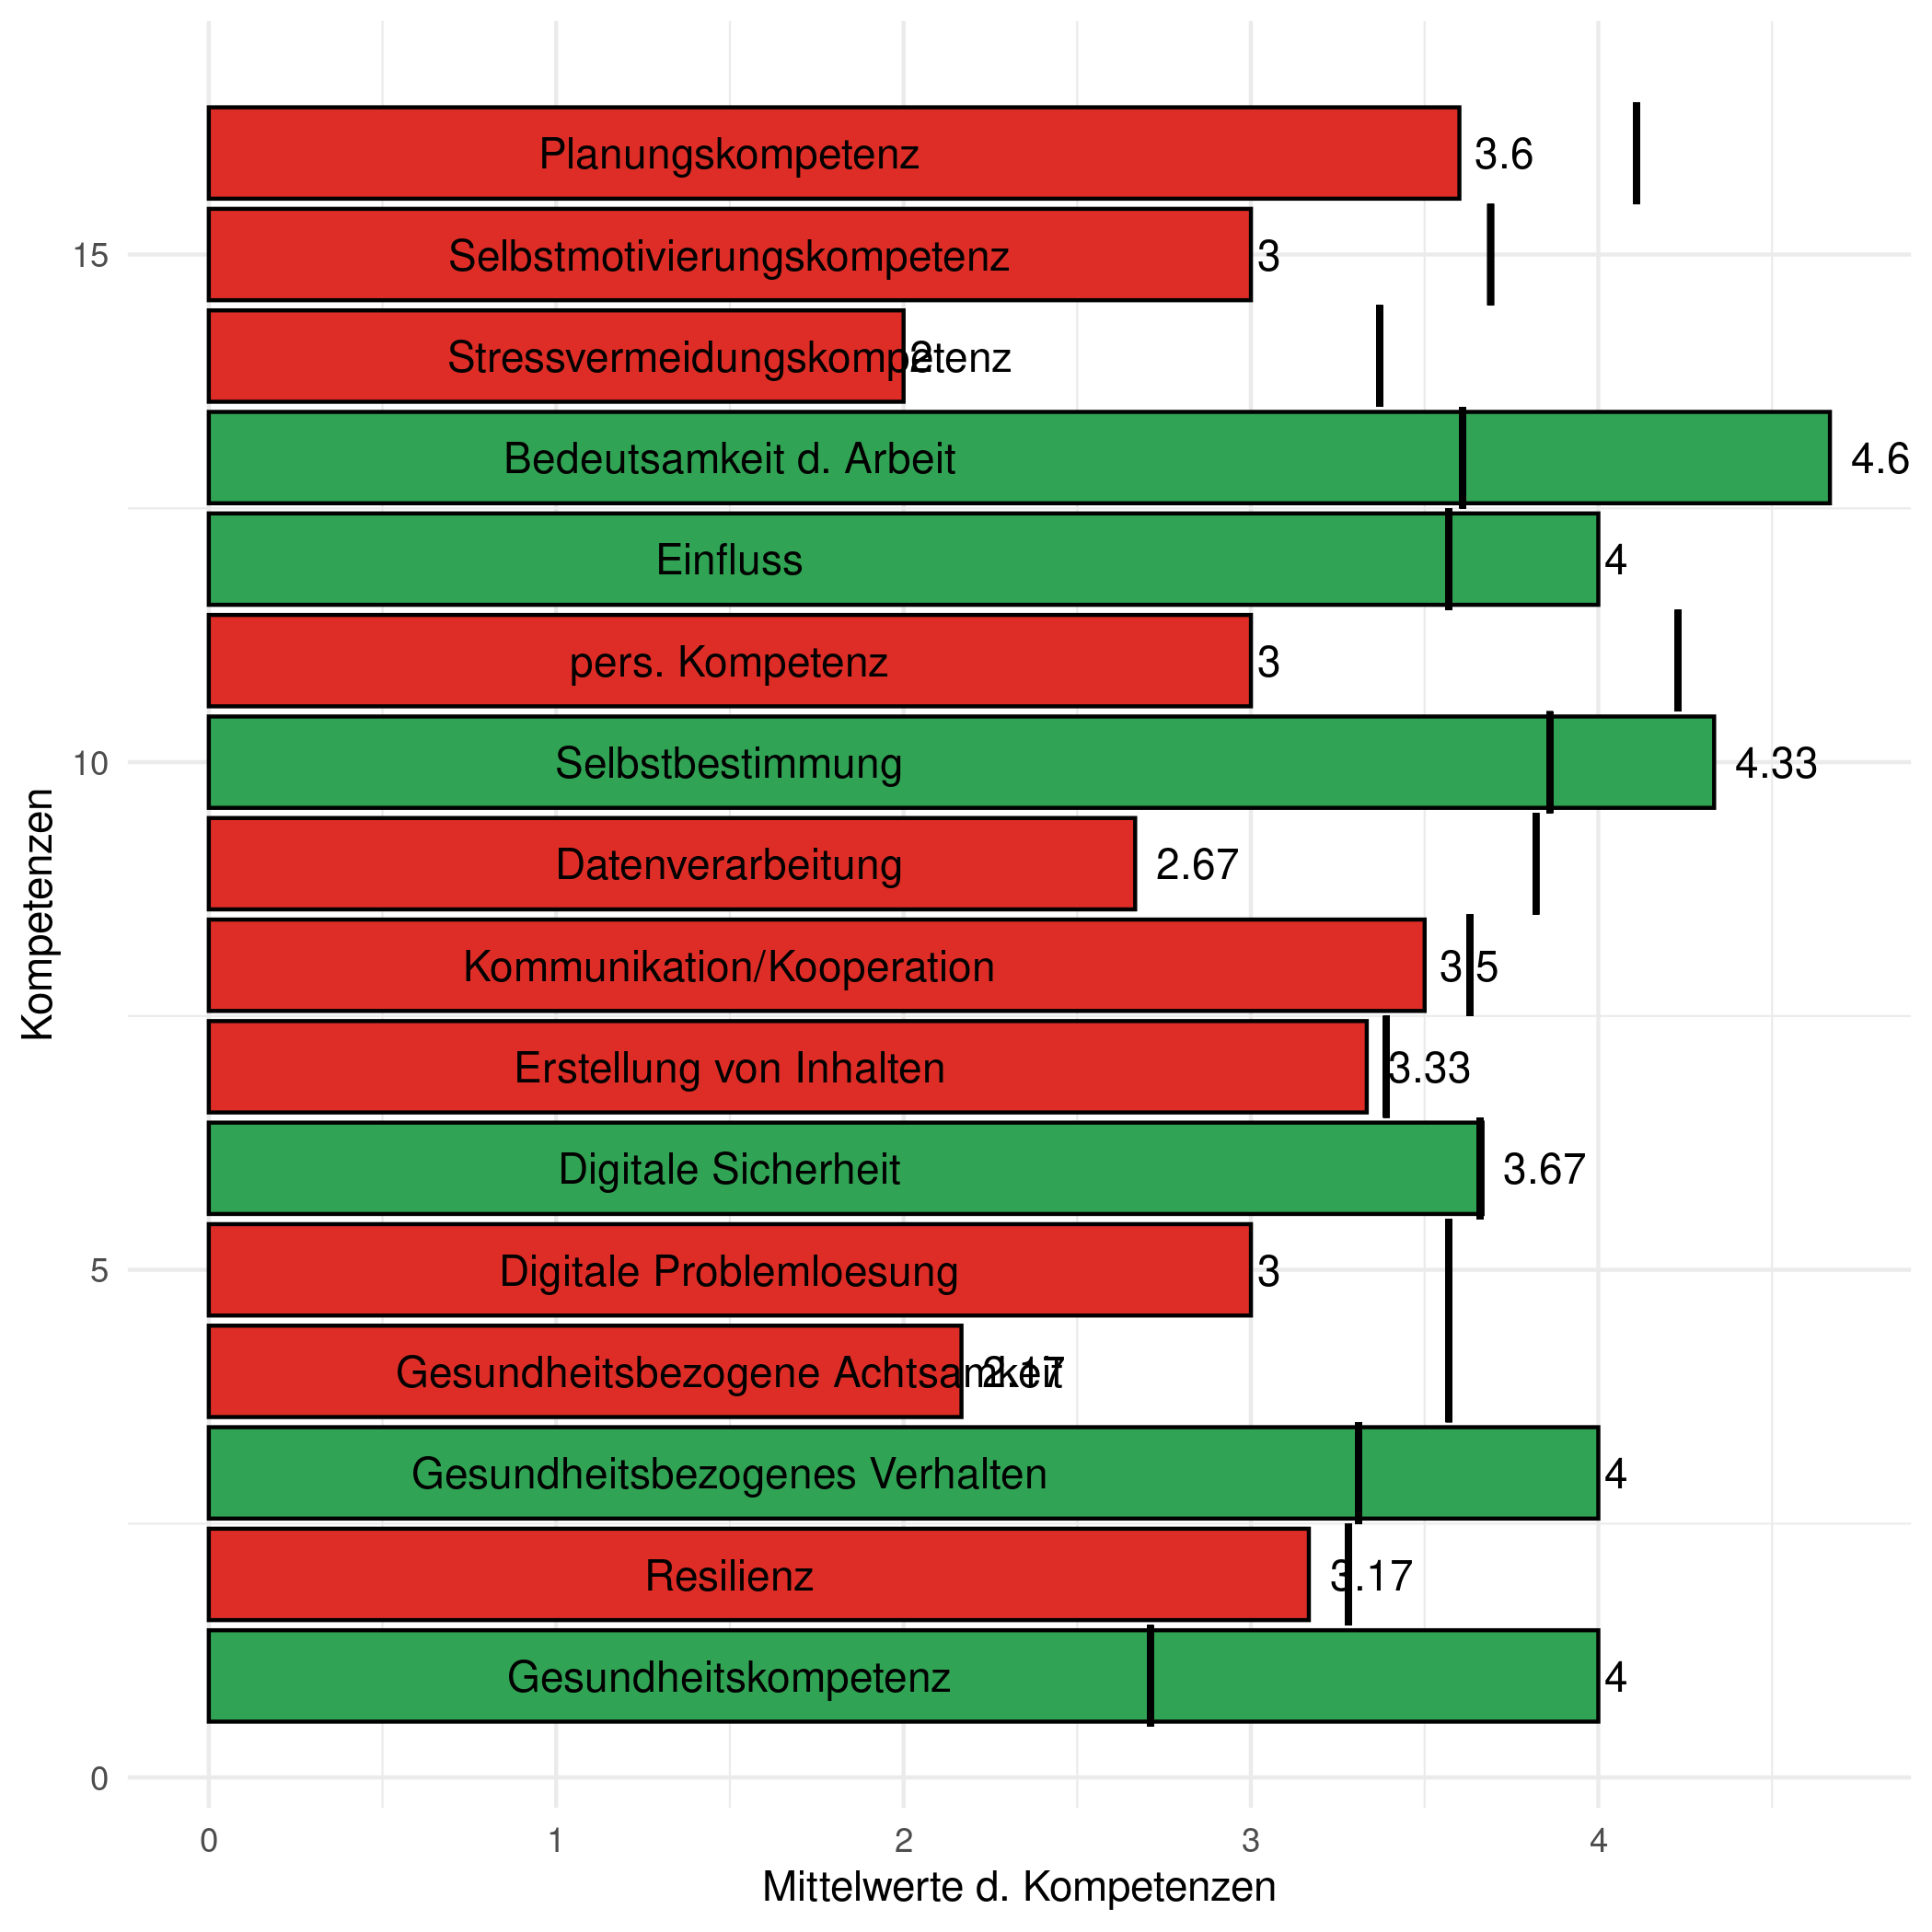 Planungskompetenz 3.6
15
Selbstmotivierungskompetenz 3
Stressvermeidungskompetenz 2
Bedeutsamkeit d. Arbeit 4.6
Einfluss 4
pers. Kompetenz 3
10
Selbstbestimmung 4.33
Datenverarbeitung 2.67
Kommunikation/Kooperation 3.5
Erstellung von Inhalten 3.33
Digitale Sicherheit 3.67
5
Digitale Problemloesung 3
Gesundheitsbezogene Achtsamkeit 2.17
Gesundheitsbezogenes Verhalten 4
Resilienz 3.17
Gesundheitskompetenz 4
0
Kompetenzen
0 1 2 3 4
Mittelwerte d. Kompetenzen